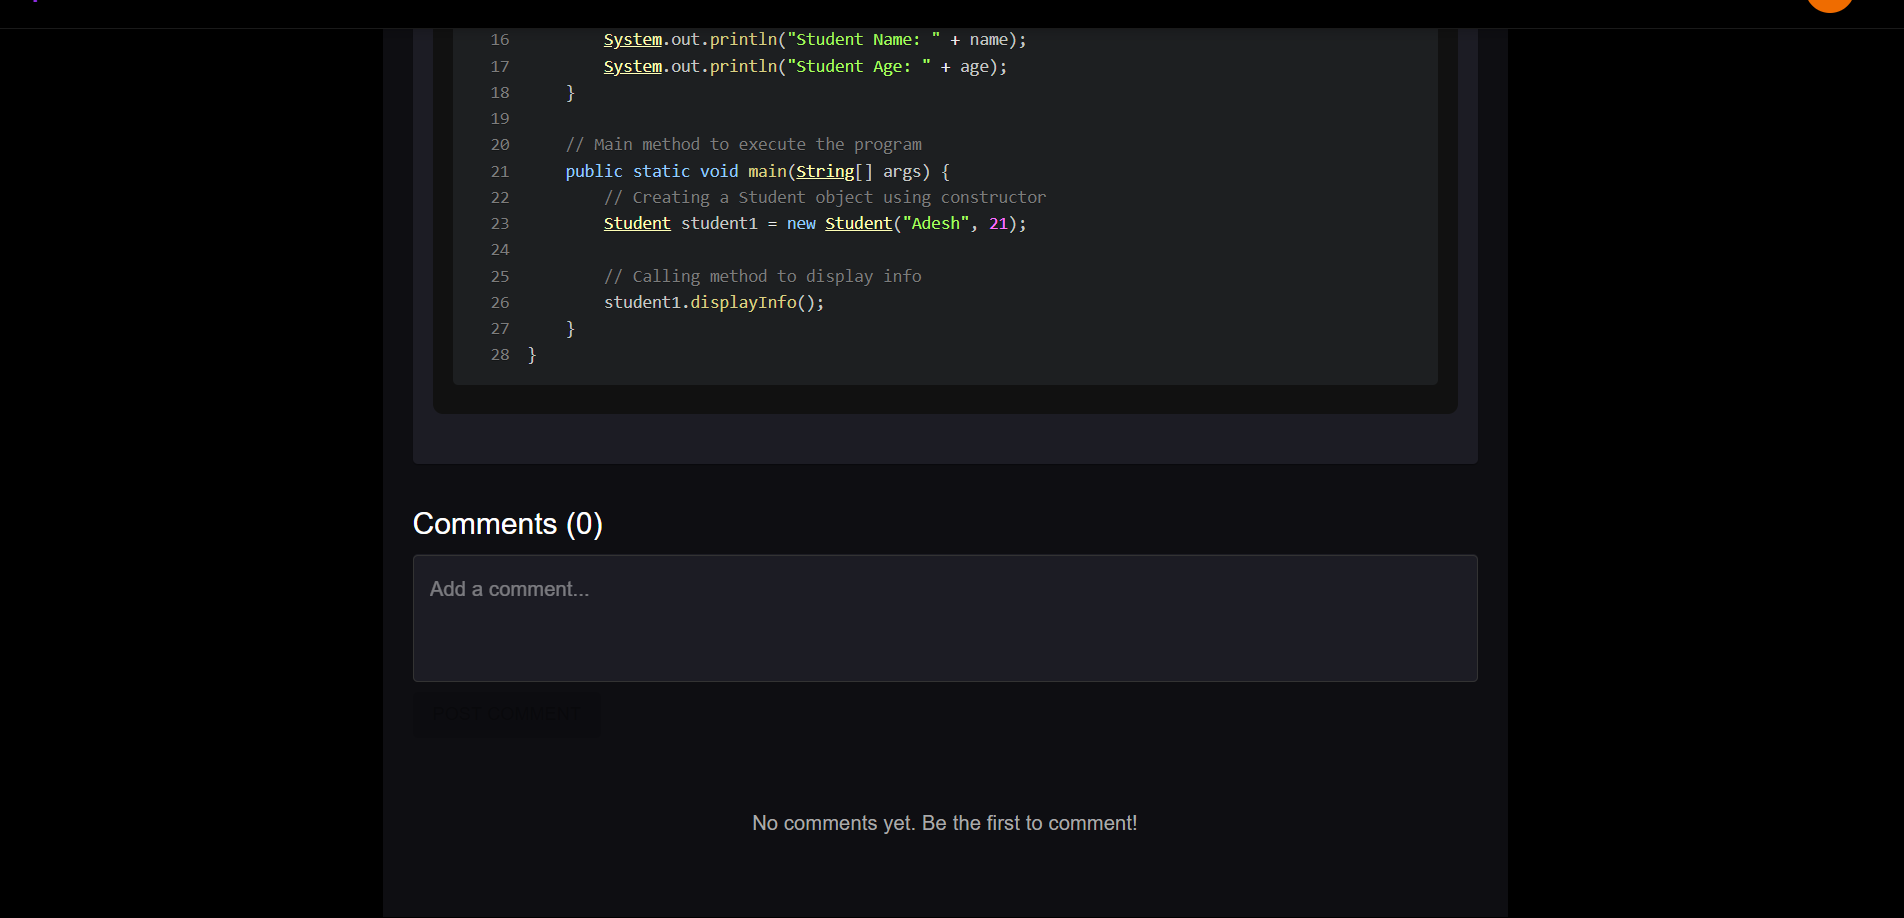 16 System.out.println("Student Name: " + name);
17 System.out.println("Student Age: " + age);
18 }
19
20 // Main method to execute the program
21 public static void main(String[] args) {
22 // Creating a Student object using constructor
23 Student student1 = new Student("Adesh", 21);
24
25 // Calling method to display info
26 student1.displayInfo();
27 }
28 }
Comments (0)
Add a comment...
POST COMMENT
No comments yet. Be the first to comment!